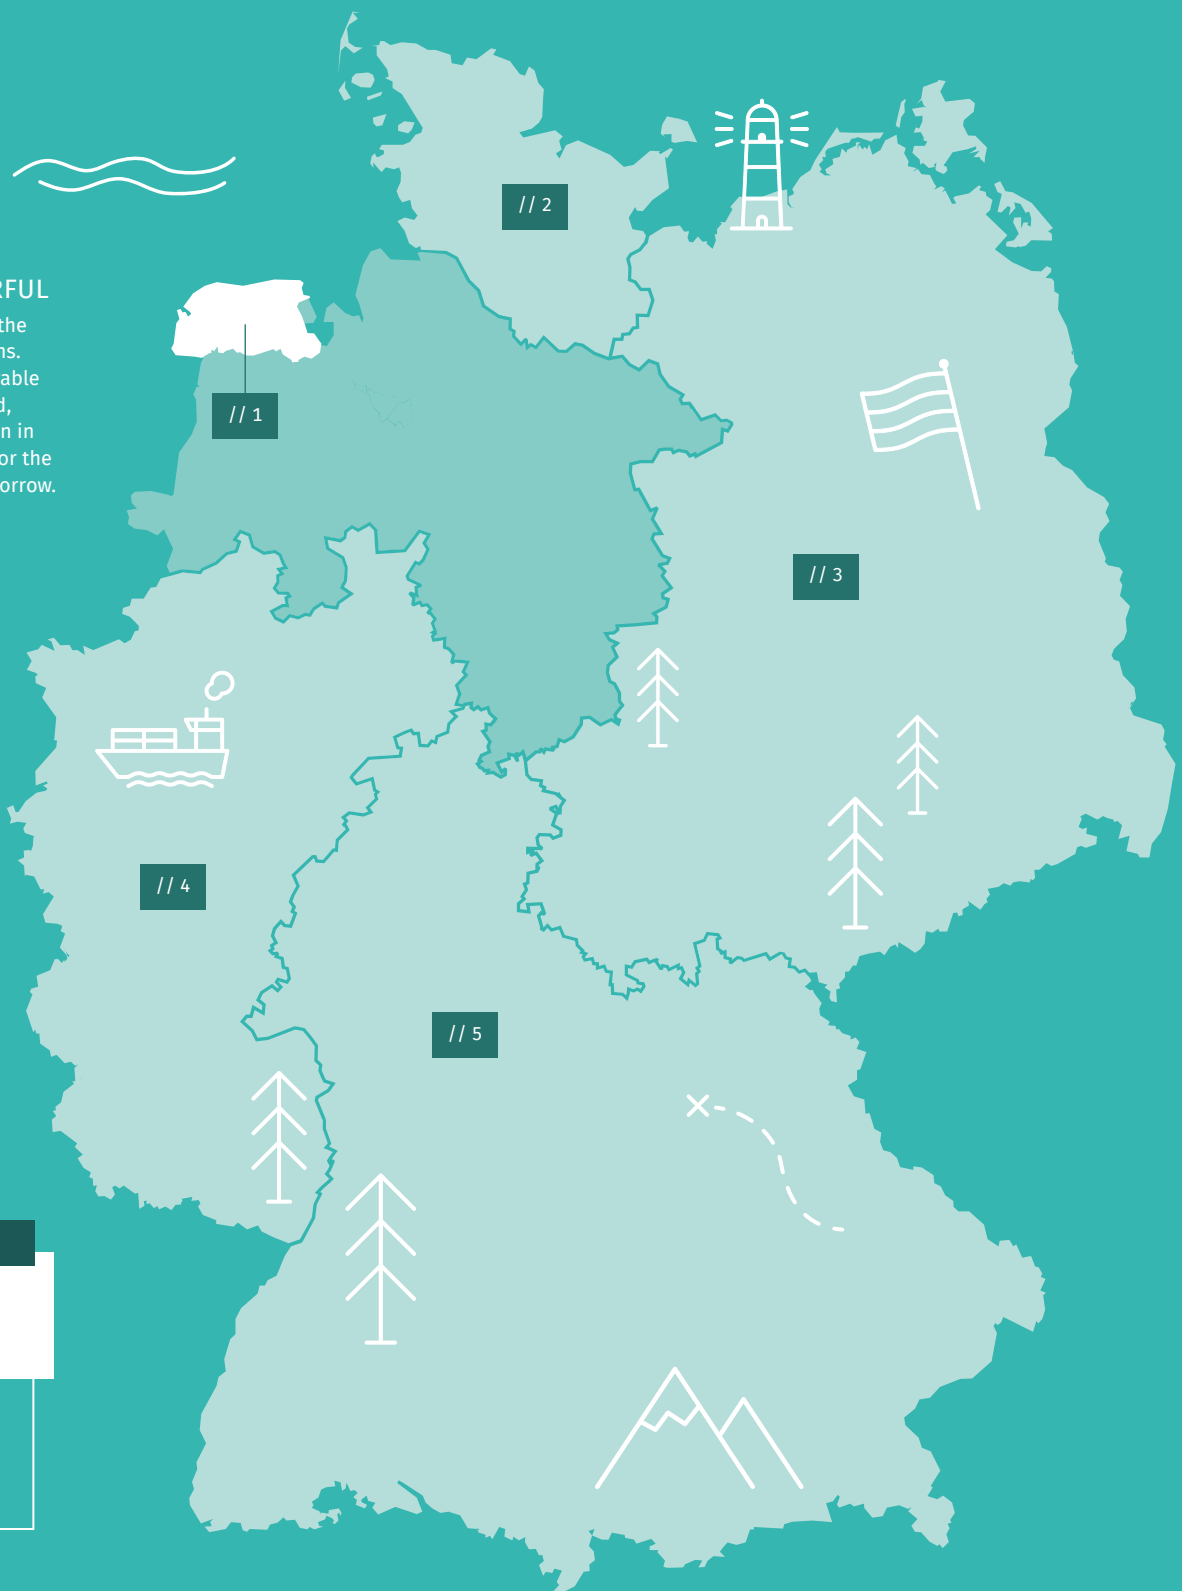 // 2
RFUL
the
ns.
able
d,
n in
or the
orrow.
// 1
// 3
// 4
// 5